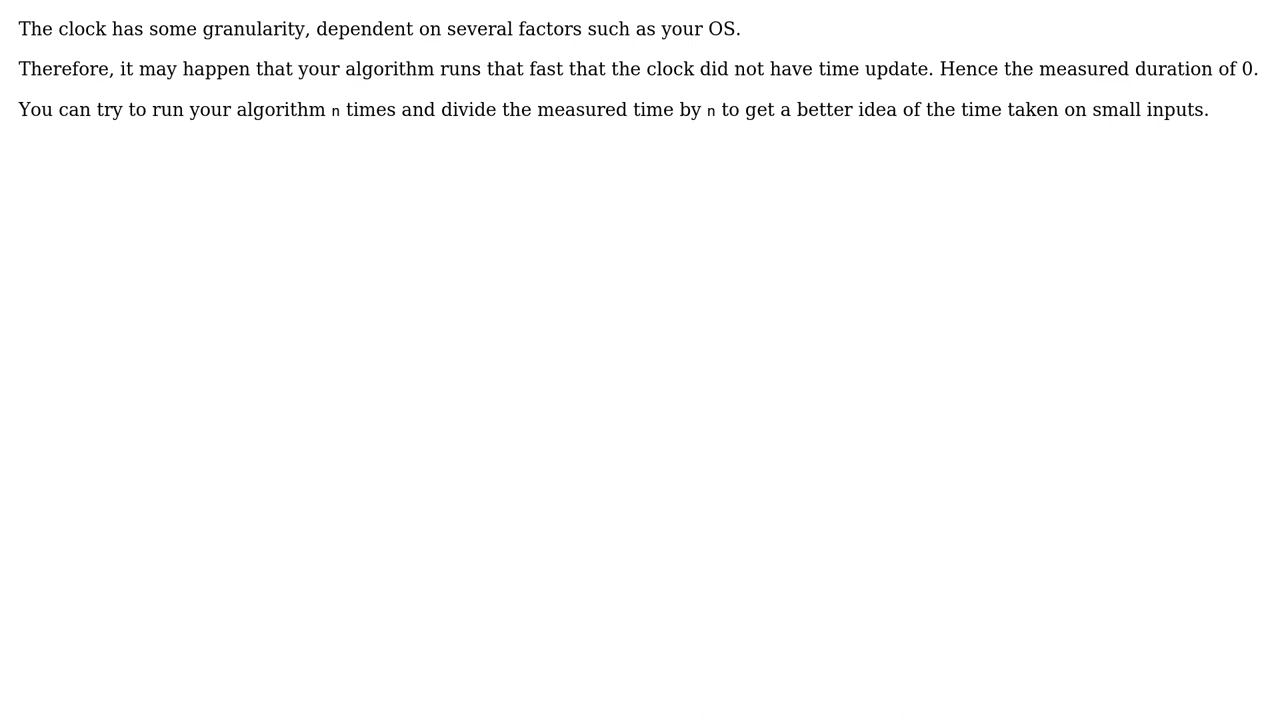 The clock has some granularity, dependent on several factors such as your OS.
Therefore, it may happen that your algorithm runs that fast that the clock did not have time update. Hence the measured duration of 0.
You can try to run your algorithm n times and divide the measured time by n to get a better idea of the time taken on small inputs.